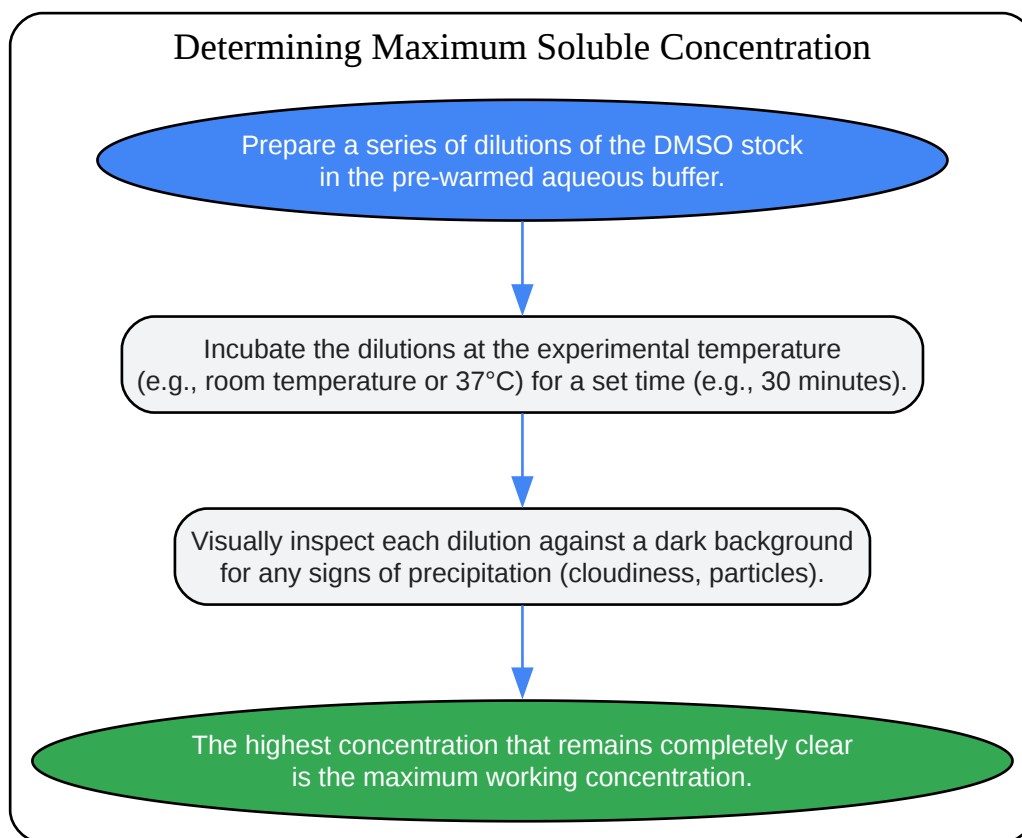 Determining Maximum Soluble Concentration
Prepare a series of dilutions of the DMSO stock
in the pre-warmed aqueous buffer.
Incubate the dilutions at the experimental temperature
(e.g., room temperature or 37°C) for a set time (e.g., 30 minutes).
Visually inspect each dilution against a dark background
for any signs of precipitation (cloudiness, particles).
The highest concentration that remains completely clear
is the maximum working concentration.